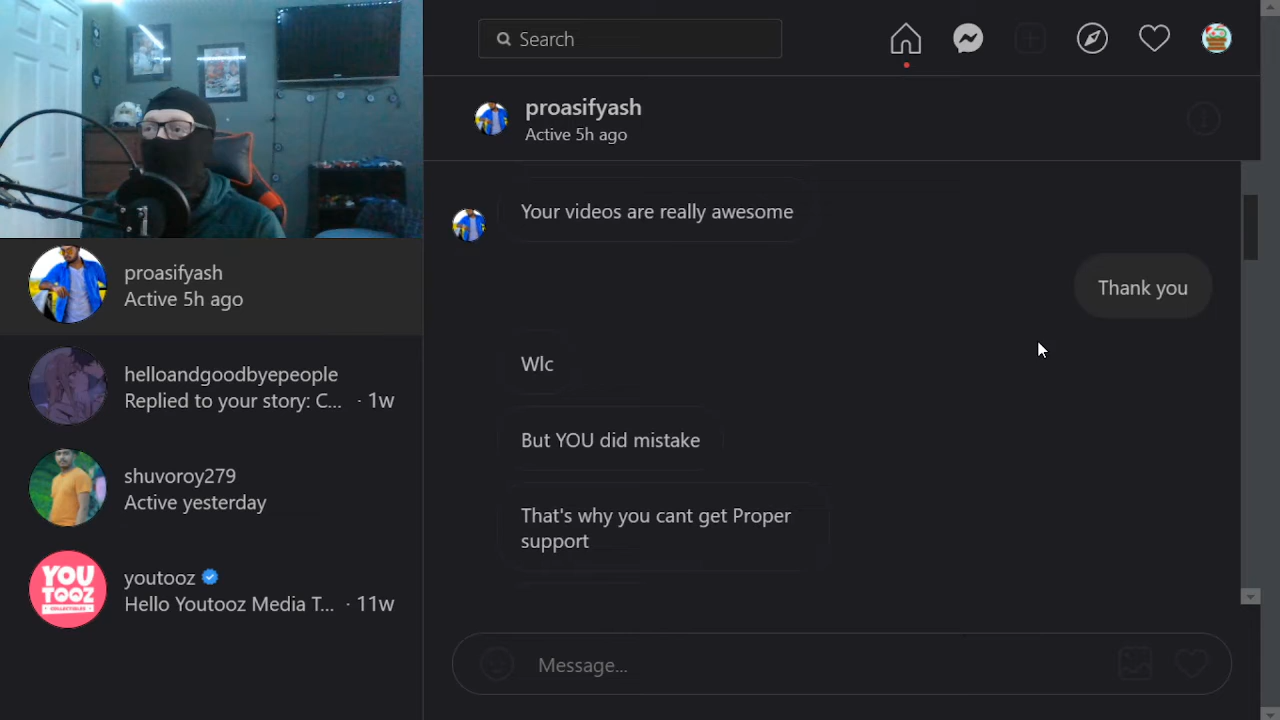 Search
proasifyash
Active 5h ago
Your videos are really awesome
Thank you
Wlc
But YOU did mistake
That's why you cant get Proper
support
Message...
proasifyash
Active 5h ago
helloandgoodbyepeople
Replied to your story: C... · 1w
shuvoroy279
Active yesterday
YOU
TOOZ
COLLECTIBLES
youtooz
Hello Youtooz Media T... · 11w